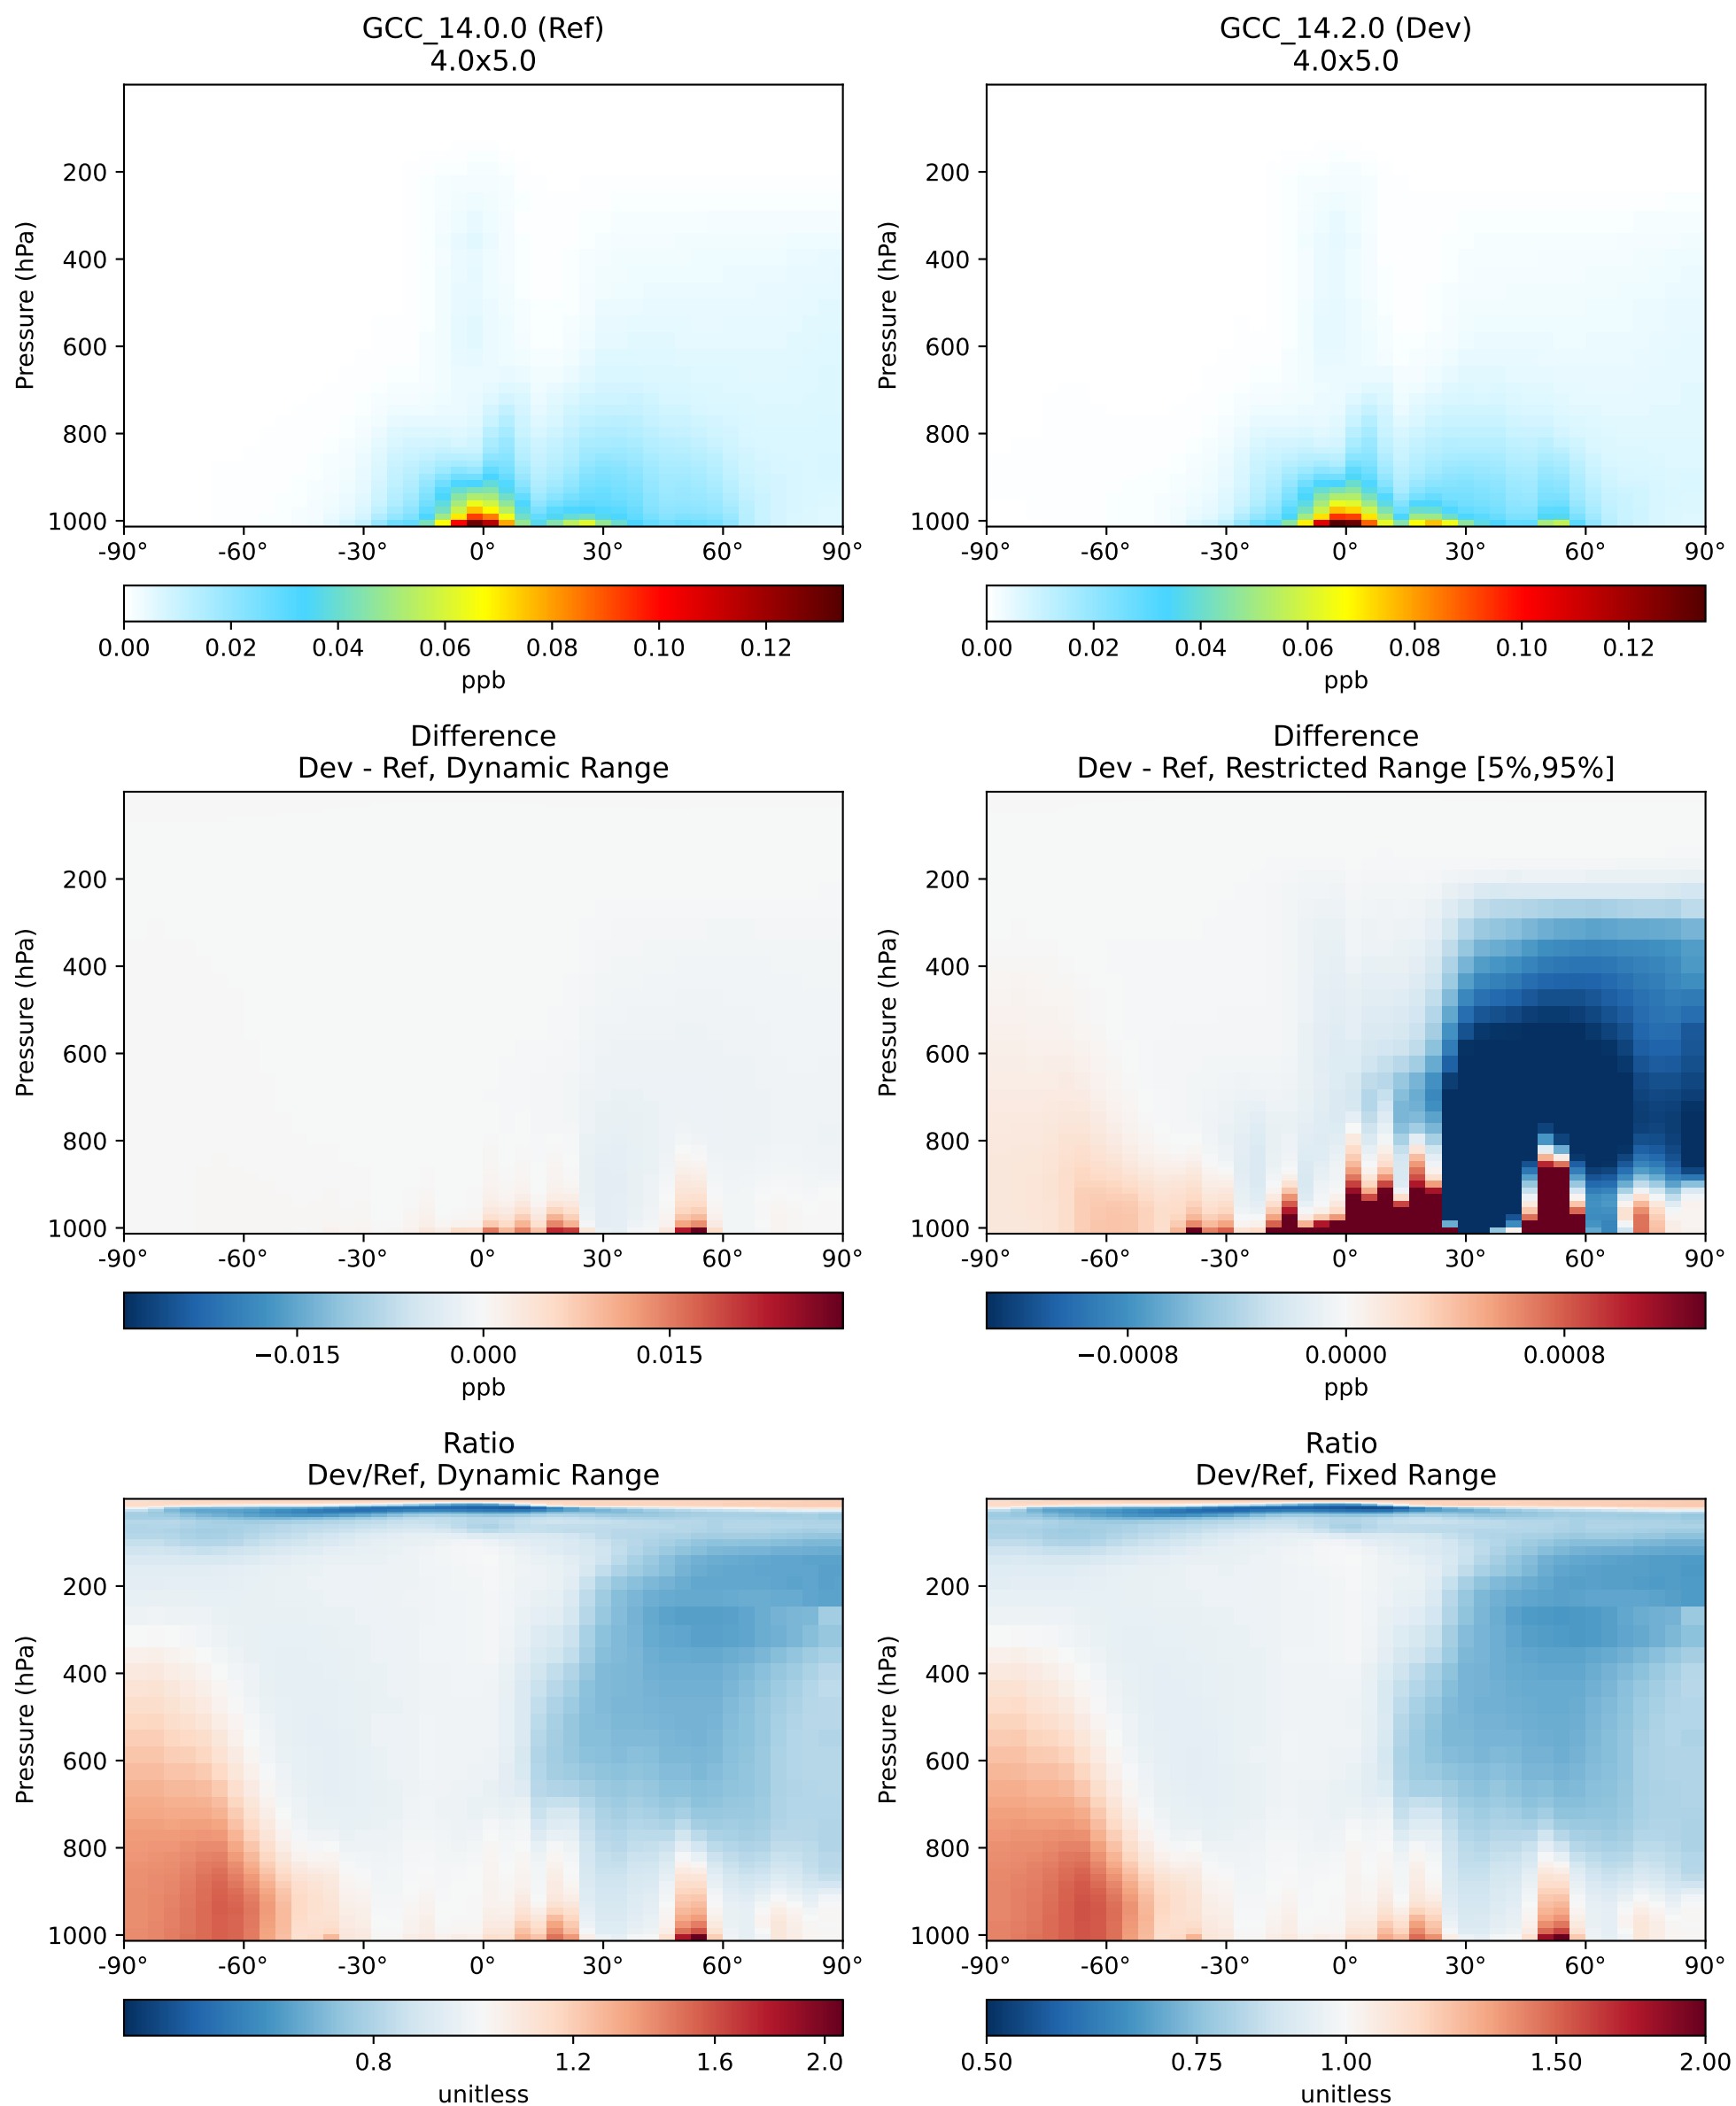 GCC_14.0.0 (Ref)
4.0x5.0
Pressure (hPa)
200
400
600
800
1000
-90° -60° -30° 0° 30° 60° 90°
0.00 0.02 0.04 0.06 0.08 0.10 0.12
ppb
GCC_14.2.0 (Dev)
4.0x5.0
Pressure (hPa)
200
400
600
800
1000
-90° -60° -30° 0° 30° 60° 90°
0.00 0.02 0.04 0.06 0.08 0.10 0.12
ppb
Difference
Dev - Ref, Dynamic Range
Pressure (hPa)
200
400
600
800
1000
-90° -60° -30° 0° 30° 60° 90°
−0.015 0.000 0.015
ppb
Difference
Dev - Ref, Restricted Range [5%,95%]
Pressure (hPa)
200
400
600
800
1000
-90° -60° -30° 0° 30° 60° 90°
−0.0008 0.0000 0.0008
ppb
Ratio
Dev/Ref, Dynamic Range
Pressure (hPa)
200
400
600
800
1000
-90° -60° -30° 0° 30° 60° 90°
0.8 1.2 1.6 2.0
unitless
Ratio
Dev/Ref, Fixed Range
Pressure (hPa)
200
400
600
800
1000
-90° -60° -30° 0° 30° 60° 90°
0.50 0.75 1.00 1.50 2.00
unitless